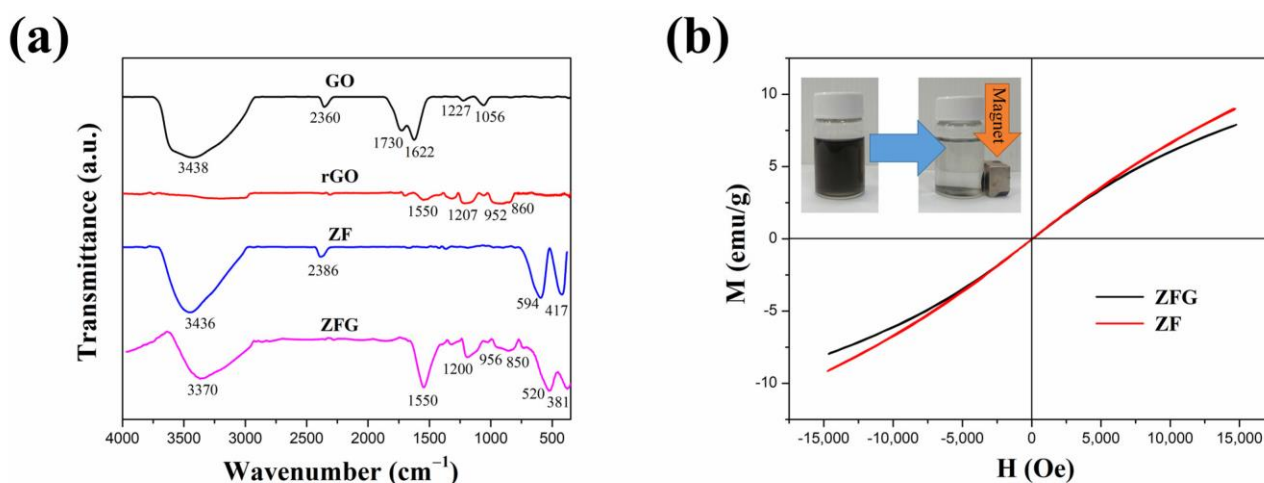 (a)
Transmittance (a.u.)
GO
3438
2360
1730
1622
1227
1056
rGO
1550
1207
952
860
ZF
3436
2386
594
417
ZFG
3370
1550
1200
956
850
520
381
4000 3500 3000 2500 2000 1500 1000 500
Wavenumber (cm⁻¹)
(b)
M (emu/g)
10
5
0
-5
-10
Magnet
ZFG
ZF
-15,000 -10,000 -5,000 0 5,000 10,000 15,000
H (Oe)